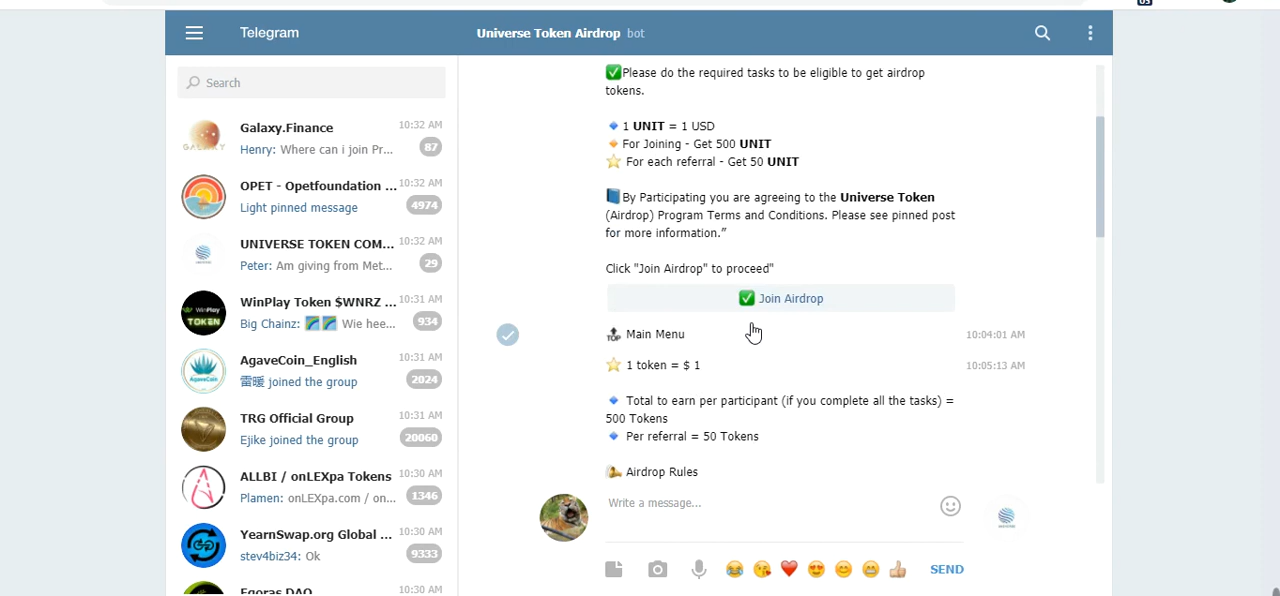 03
Telegram
Universe Token Airdrop bot
Search
Galaxy.Finance 10:32 AM
Henry: Where can i join Pr... 87
OPET - Opetfoundation ... 10:32 AM
Light pinned message 4974
UNIVERSE TOKEN COM... 10:32 AM
Peter: Am giving from Met... 29
WinPlay Token $WNRZ ... 10:31 AM
Big Chainz: 🌈🌈 Wie hee... 934
AgaveCoin_English 10:31 AM
雷暖 joined the group 2024
TRG Official Group 10:31 AM
Ejike joined the group 20060
ALLBI / onLEXpa Tokens 10:30 AM
Plamen: onLEXpa.com / on... 1346
YearnSwap.org Global ... 10:30 AM
stev4biz34: Ok 9333
Egoras DAO 10:30 AM
✅Please do the required tasks to be eligible to get airdrop
tokens.
🔹 1 UNIT = 1 USD
🔸 For Joining - Get 500 UNIT
⭐ For each referral - Get 50 UNIT
📘By Participating you are agreeing to the Universe Token
(Airdrop) Program Terms and Conditions. Please see pinned post
for more information.”
Click "Join Airdrop" to proceed"
✅ Join Airdrop
🔝 Main Menu 10:04:01 AM
⭐ 1 token = $ 1 10:05:13 AM
🔹 Total to earn per participant (if you complete all the tasks) =
500 Tokens
🔹 Per referral = 50 Tokens
Airdrop Rules
Write a message...
😂 😘 ❤️ 😍 😊 😁 👍 SEND